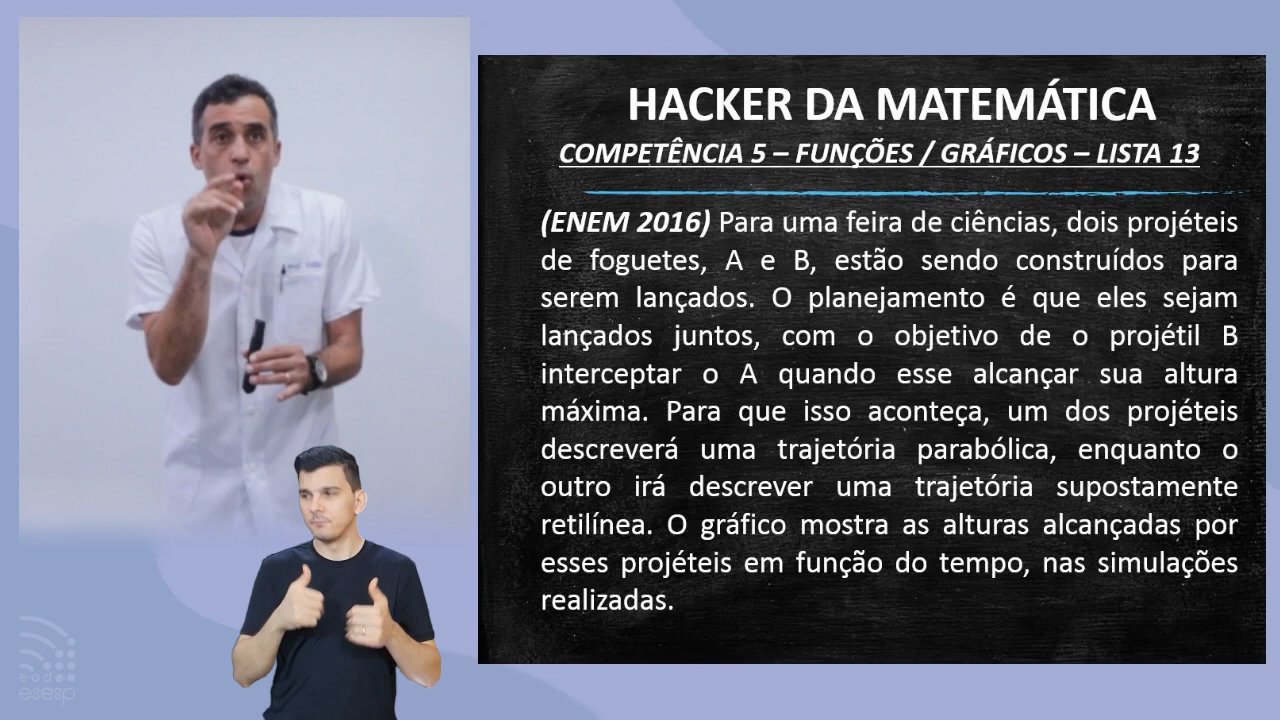 HACKER DA MATEMÁTICA
COMPETÊNCIA 5 – FUNÇÕES / GRÁFICOS – LISTA 13
(ENEM 2016) Para uma feira de ciências, dois projéteis
de foguetes, A e B, estão sendo construídos para
serem lançados. O planejamento é que eles sejam
lançados juntos, com o objetivo de o projétil B
interceptar o A quando esse alcançar sua altura
máxima. Para que isso aconteça, um dos projéteis
descreverá uma trajetória parabólica, enquanto o
outro irá descrever uma trajetória supostamente
retilínea. O gráfico mostra as alturas alcançadas por
esses projéteis em função do tempo, nas simulações
realizadas.
ead
esesp